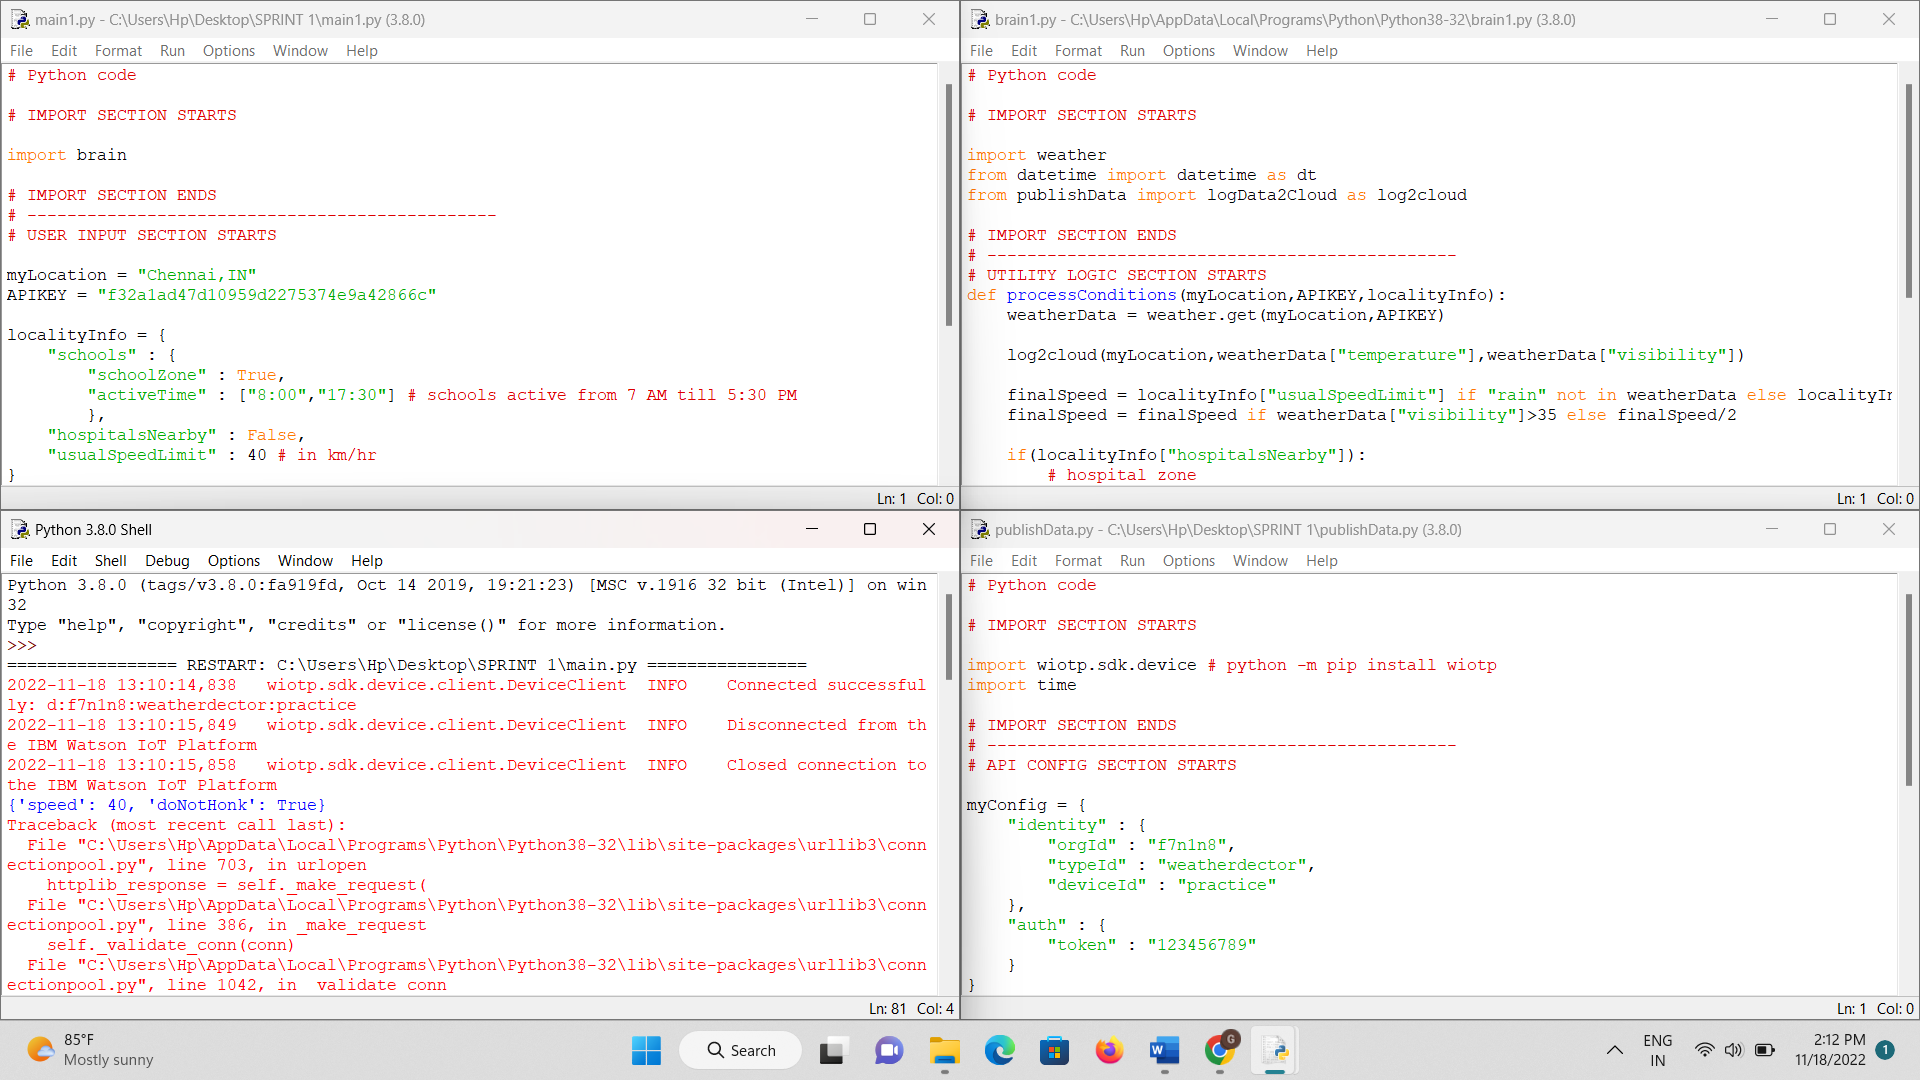 main1.py - C:\Users\Hp\Desktop\SPRINT 1\main1.py (3.8.0)
File Edit Format Run Options Window Help
# Python code
# IMPORT SECTION STARTS
import brain
# IMPORT SECTION ENDS
# -----------------------------------------------
# USER INPUT SECTION STARTS
myLocation = "Chennai,IN"
APIKEY = "f32a1ad47d10959d2275374e9a42866c"
localityInfo = {
"schools" : {
"schoolZone" : True,
"activeTime" : ["8:00","17:30"] # schools active from 7 AM till 5:30 PM
},
"hospitalsNearby" : False,
"usualSpeedLimit" : 40 # in km/hr
}
Ln: 1 Col: 0
brain1.py - C:\Users\Hp\AppData\Local\Programs\Python\Python38-32\brain1.py (3.8.0)
File Edit Format Run Options Window Help
# Python code
# IMPORT SECTION STARTS
import weather
from datetime import datetime as dt
from publishData import logData2Cloud as log2cloud
# IMPORT SECTION ENDS
# -----------------------------------------------
# UTILITY LOGIC SECTION STARTS
def processConditions(myLocation,APIKEY,localityInfo):
weatherData = weather.get(myLocation,APIKEY)
log2cloud(myLocation,weatherData["temperature"],weatherData["visibility"])
finalSpeed = localityInfo["usualSpeedLimit"] if "rain" not in weatherData else localityIn
finalSpeed = finalSpeed if weatherData["visibility"]>35 else finalSpeed/2
if(localityInfo["hospitalsNearby"]):
# hospital zone
Ln: 1 Col: 0
Python 3.8.0 Shell
File Edit Shell Debug Options Window Help
Python 3.8.0 (tags/v3.8.0:fa919fd, Oct 14 2019, 19:21:23) [MSC v.1916 32 bit (Intel)] on win
32
Type "help", "copyright", "credits" or "license()" for more information.
>>>
================= RESTART: C:\Users\Hp\Desktop\SPRINT 1\main.py ================
2022-11-18 13:10:14,838 wiotp.sdk.device.client.DeviceClient INFO Connected successful
ly: d:f7n1n8:weatherdector:practice
2022-11-18 13:10:15,849 wiotp.sdk.device.client.DeviceClient INFO Disconnected from th
e IBM Watson IoT Platform
2022-11-18 13:10:15,858 wiotp.sdk.device.client.DeviceClient INFO Closed connection to
the IBM Watson IoT Platform
{'speed': 40, 'doNotHonk': True}
Traceback (most recent call last):
File "C:\Users\Hp\AppData\Local\Programs\Python\Python38-32\lib\site-packages\urllib3\conn
ectionpool.py", line 703, in urlopen
httplib_response = self._make_request(
File "C:\Users\Hp\AppData\Local\Programs\Python\Python38-32\lib\site-packages\urllib3\conn
ectionpool.py", line 386, in _make_request
self._validate_conn(conn)
File "C:\Users\Hp\AppData\Local\Programs\Python\Python38-32\lib\site-packages\urllib3\conn
ectionpool.py", line 1042, in _validate_conn
Ln: 81 Col: 4
publishData.py - C:\Users\Hp\Desktop\SPRINT 1\publishData.py (3.8.0)
File Edit Format Run Options Window Help
# Python code
# IMPORT SECTION STARTS
import wiotp.sdk.device # python -m pip install wiotp
import time
# IMPORT SECTION ENDS
# -----------------------------------------------
# API CONFIG SECTION STARTS
myConfig = {
"identity" : {
"orgId" : "f7n1n8",
"typeId" : "weatherdector",
"deviceId" : "practice"
},
"auth" : {
"token" : "123456789"
}
}
Ln: 1 Col: 0
85°F
Mostly sunny
Search
G
ENG
IN
2:12 PM
11/18/2022
1